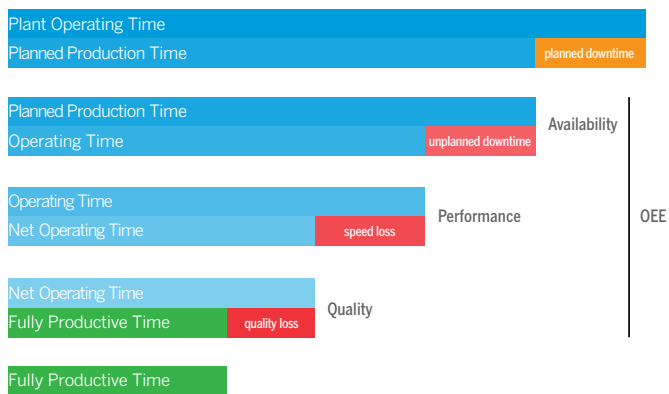 Plant Operating Time
Planned Production Time planned downtime
Planned Production Time
Availability
Operating Time unplanned downtime
Operating Time
Performance
OEE
Net Operating Time speed loss
Net Operating Time
Quality
Fully Productive Time quality loss
Fully Productive Time